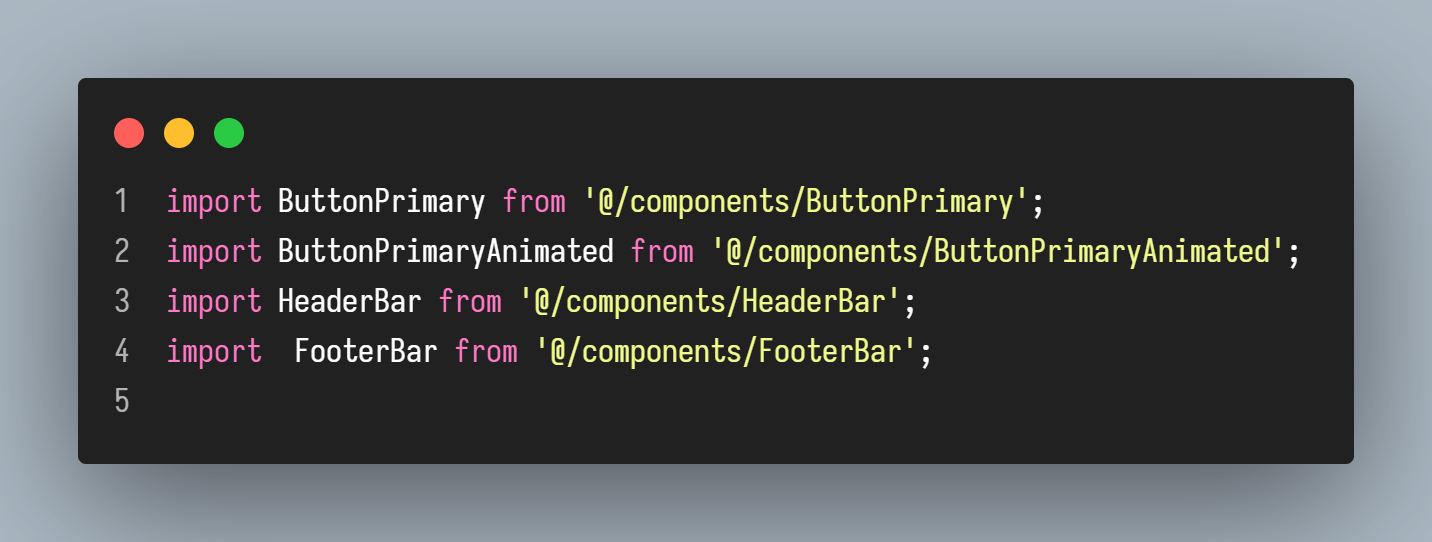 1 import ButtonPrimary from '@/components/ButtonPrimary';
2 import ButtonPrimaryAnimated from '@/components/ButtonPrimaryAnimated';
3 import HeaderBar from '@/components/HeaderBar';
4 import  FooterBar from '@/components/FooterBar';
5